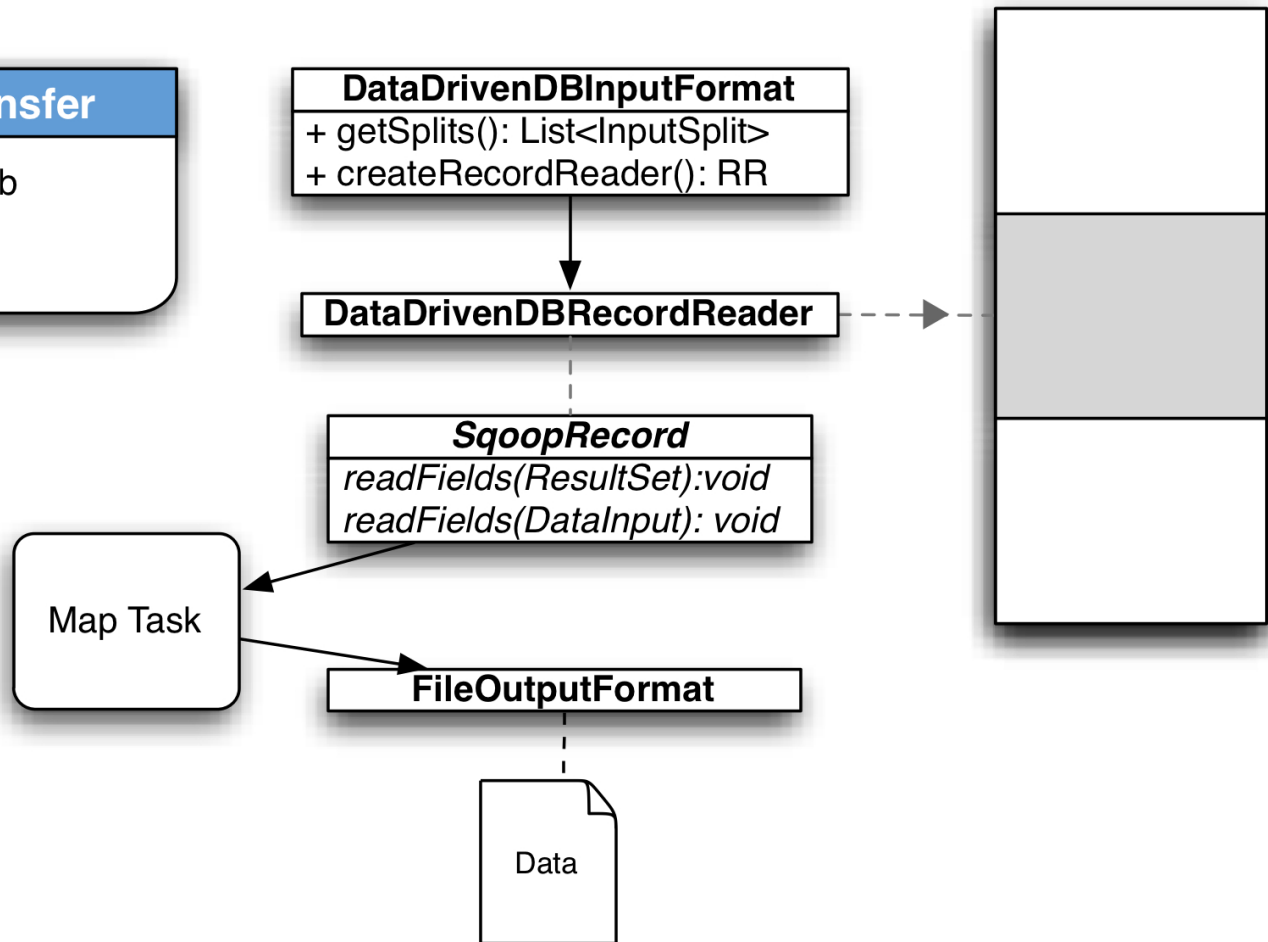 nsfer
b
DataDrivenDBInputFormat
+ getSplits(): List<InputSplit>
+ createRecordReader(): RR
DataDrivenDBRecordReader
SqoopRecord
readFields(ResultSet):void
readFields(DataInput): void
Map Task
FileOutputFormat
Data